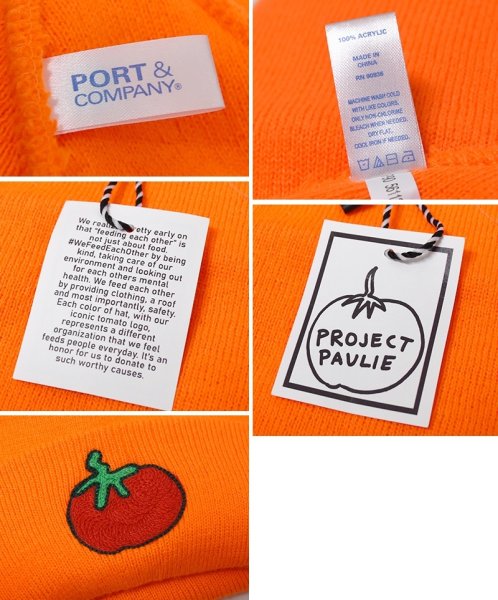 PORT &
COMPANY®
100% ACRYLIC
MADE IN
CHINA
RN 90836
MACHINE WASH COLD
WITH LIKE COLORS.
ONLY NON-CHLORINE
BLEACH WHEN NEEDED.
DRY FLAT.
COOL IRON IF NEEDED.
We reali etty early on
that "feeding each other" is
not just about food.
#WeFeedEachOther by being
kind, taking care of our
environment and looking out
for each others mental
health. We feed each other
by providing clothing, a roof
and most importantly, safety.
Each color of hat, with our
iconic tomato logo,
represents a different
organization that we feel
feeds people everyday. It's an
honor for us to donate to
such worthy causes.
PROJECT
PAULIE